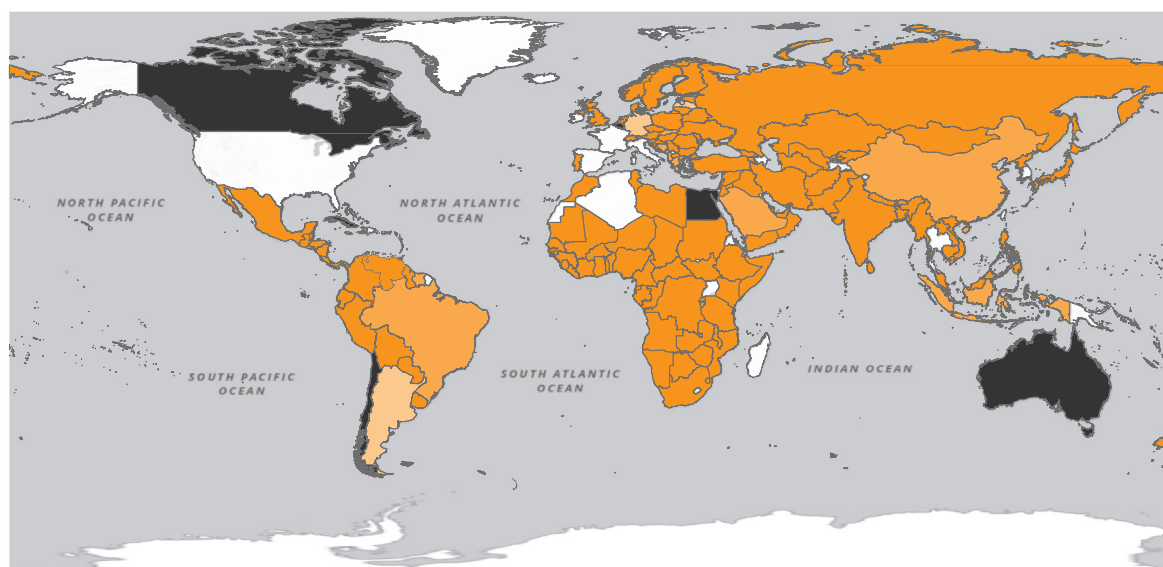 NORTH PACIFIC
OCEAN
NORTH ATLANTIC
OCEAN
SOUTH PACIFIC
OCEAN
SOUTH ATLANTIC
OCEAN
INDIAN OCEAN